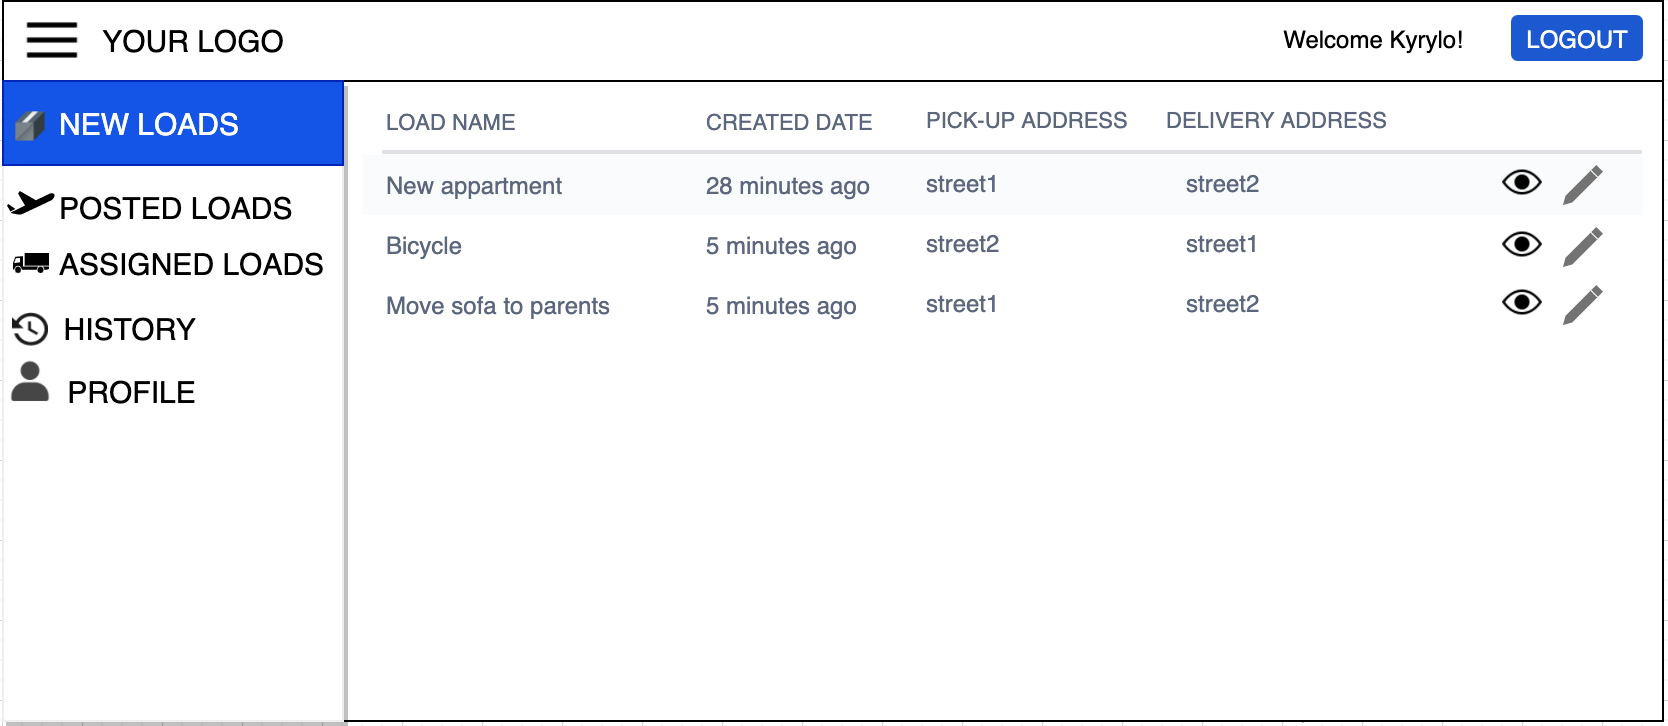 YOUR LOGO
Welcome Kyrylo!
LOGOUT
NEW LOADS
POSTED LOADS
ASSIGNED LOADS
HISTORY
PROFILE
LOAD NAME CREATED DATE PICK-UP ADDRESS DELIVERY ADDRESS
New appartment 28 minutes ago street1 street2
Bicycle 5 minutes ago street2 street1
Move sofa to parents 5 minutes ago street1 street2